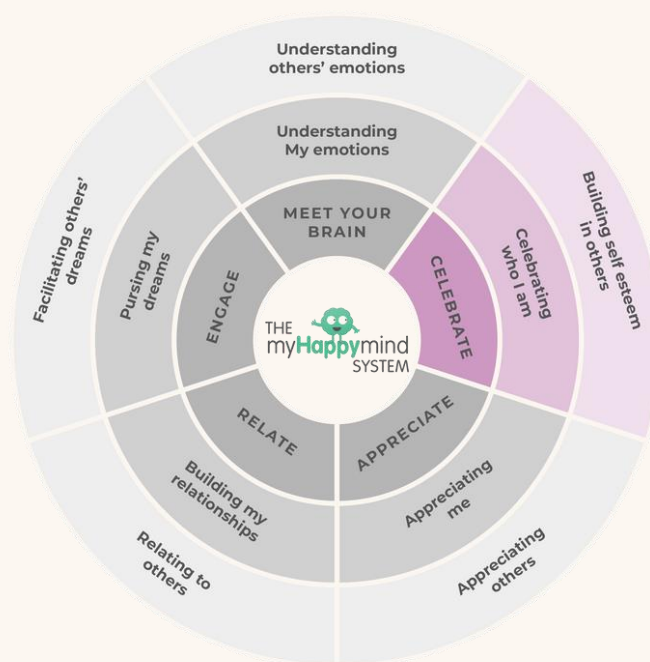 Understanding
others' emotions
Understanding
My emotions
MEET YOUR
BRAIN
Building self esteem
in others
Celebrating
who I am
CELEBRATE
Facilitating others'
dreams
Pursing my
dreams
ENGAGE
THE
myHappymind
SYSTEM
RELATE
Building my
relationships
Relating to
others
APPRECIATE
Appreciating
me
Appreciating
others